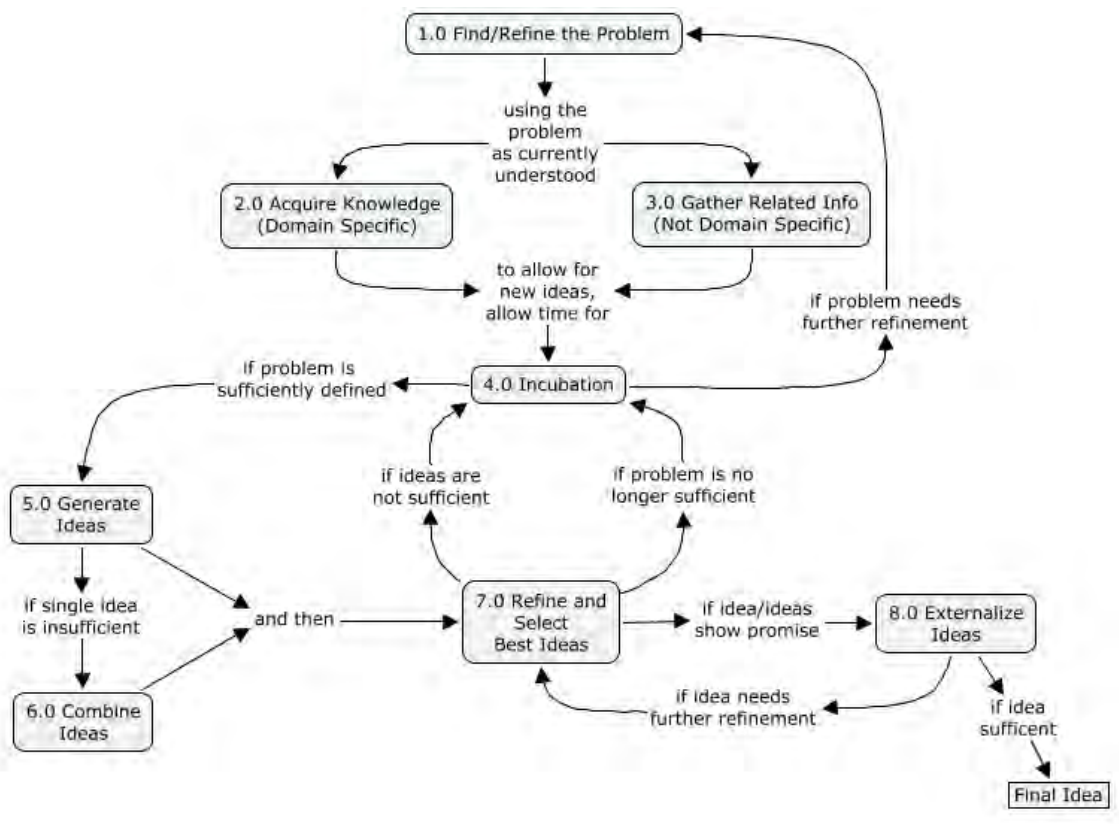 1.0 Find/Refine the Problem
using the
problem
as currently
understood
2.0 Acquire Knowledge
(Domain Specific)
3.0 Gather Related Info
(Not Domain Specific)
to allow for
new ideas,
allow time for
if problem needs
further refinement
if problem is
sufficiently defined
4.0 Incubation
if ideas are
not sufficient
if problem is no
longer sufficient
5.0 Generate
Ideas
if single idea
is insufficient
and then
7.0 Refine and
Select
Best Ideas
if idea/ideas
show promise
8.0 Externalize
Ideas
6.0 Combine
Ideas
if idea needs
further refinement
if idea
sufficent
Final Idea